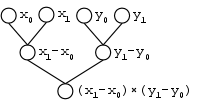 x₀ x₁ y₀ y₁
x₁-x₀ y₁-y₀
(x₁-x₀)*(y₁-y₀)